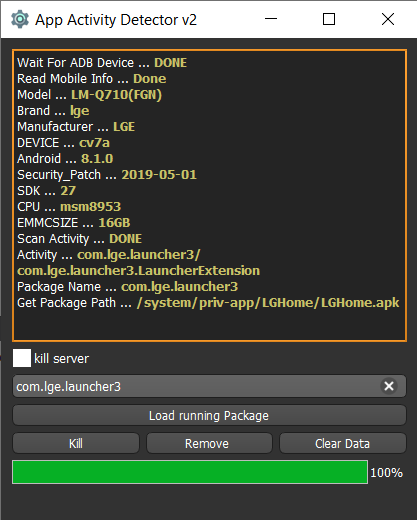 App Activity Detector v2
Wait For ADB Device ... DONE
Read Mobile Info ... Done
Model ... LM-Q710(FGN)
Brand ... lge
Manufacturer ... LGE
DEVICE ... cv7a
Android ... 8.1.0
Security_Patch ... 2019-05-01
SDK ... 27
CPU ... msm8953
EMMCSIZE ... 16GB
Scan Activity ... DONE
Activity ... com.lge.launcher3/
com.lge.launcher3.LauncherExtension
Package Name ... com.lge.launcher3
Get Package Path ... /system/priv-app/LGHome/LGHome.apk
kill server
com.lge.launcher3
Load running Package
Kill Remove Clear Data
100%